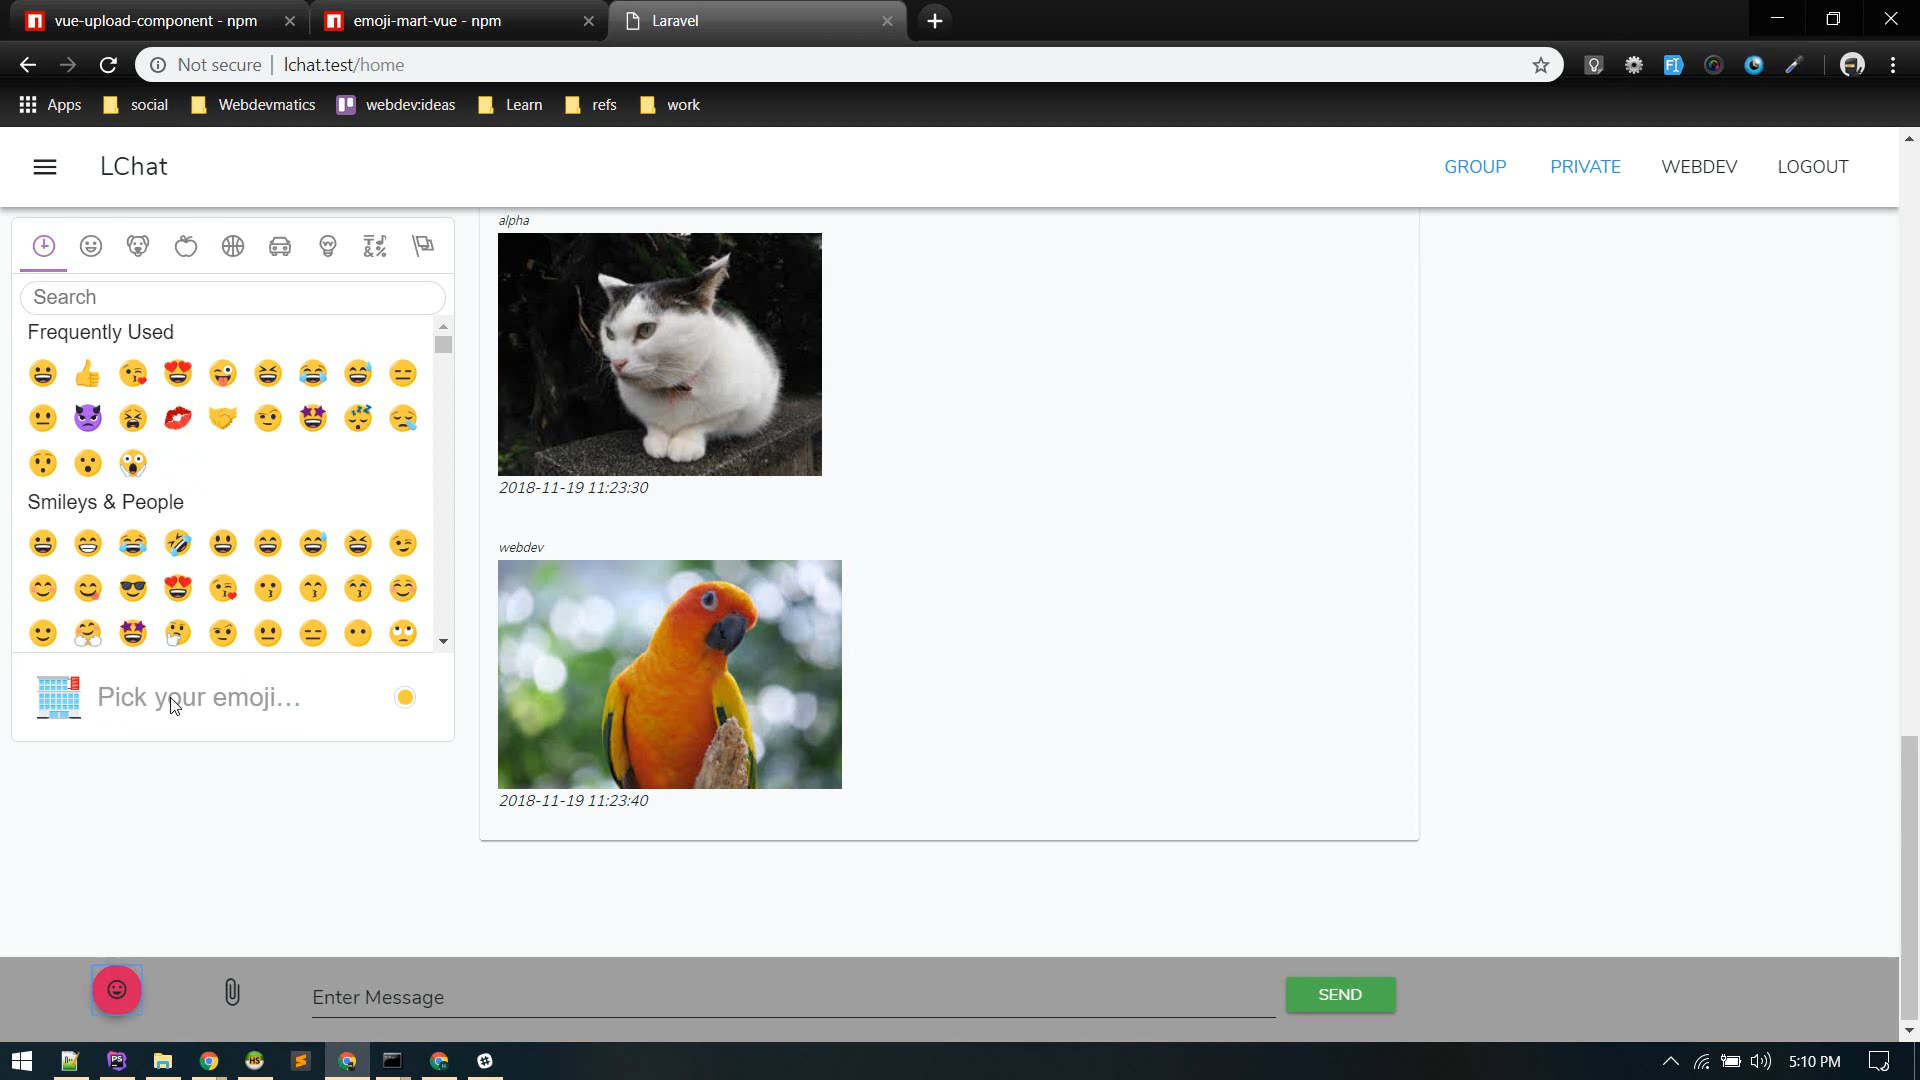 vue-upload-component - npm
emoji-mart-vue - npm
Laravel
Not secure | lchat.test/home
Apps
social
Webdevmatics
webdev:ideas
Learn
refs
work
LChat
GROUP
PRIVATE
WEBDEV
LOGOUT
Search
Frequently Used
Smileys & People
Pick your emoji…
alpha
2018-11-19 11:23:30
webdev
2018-11-19 11:23:40
Enter Message
SEND
5:10 PM